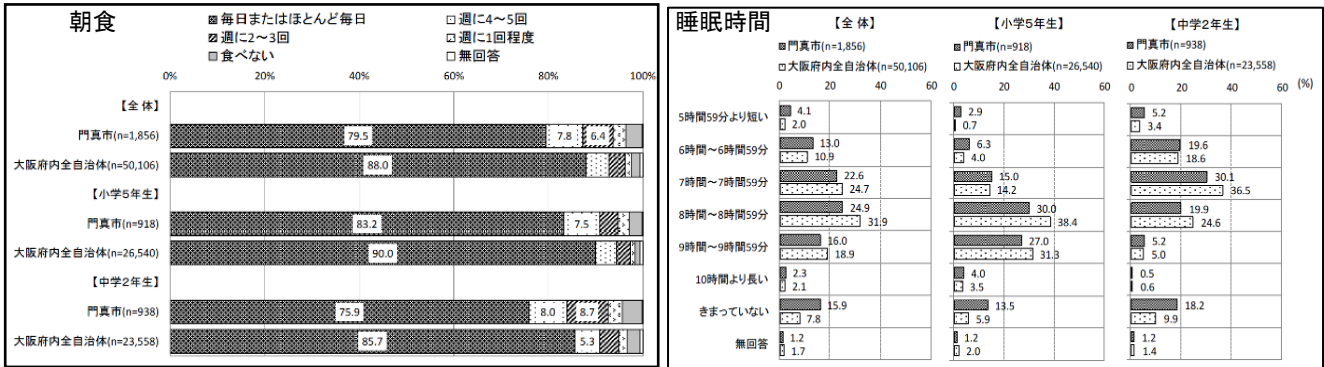 朝食
毎日またはほとんど毎日 週に4～5回
週に2～3回 週に1回程度
食べない 無回答
0% 20% 40% 60% 80% 100%
【全 体】
門真市(n=1,856) 79.5 7.8 6.4
大阪府内全自治体(n=50,106) 88.0
【小学5年生】
門真市(n=918) 83.2 7.5
大阪府内全自治体(n=26,540) 90.0
【中学2年生】
門真市(n=938) 75.9 8.0 8.7
大阪府内全自治体(n=23,558) 85.7 5.3
睡眠時間
【全 体】 【小学5年生】 【中学2年生】
門真市(n=1,856) 門真市(n=918) 門真市(n=938)
大阪府内全自治体(n=50,106) 大阪府内全自治体(n=26,540) 大阪府内全自治体(n=23,558)
0 20 40 60 0 20 40 60 0 20 40 60 (%)
5時間59分より短い 4.1 2.9 5.2
2.0 0.7 3.4
6時間～6時間59分 13.0 6.3 19.6
10.9 4.0 18.6
7時間～7時間59分 22.6 15.0 30.1
24.7 14.2 36.5
8時間～8時間59分 24.9 30.0 19.9
31.9 38.4 24.6
9時間～9時間59分 16.0 27.0 5.2
18.9 31.3 5.0
10時間より長い 2.3 4.0 0.5
2.1 3.5 0.6
きまっていない 15.9 13.5 18.2
7.8 5.9 9.9
無回答 1.2 1.2 1.2
1.7 2.0 1.4